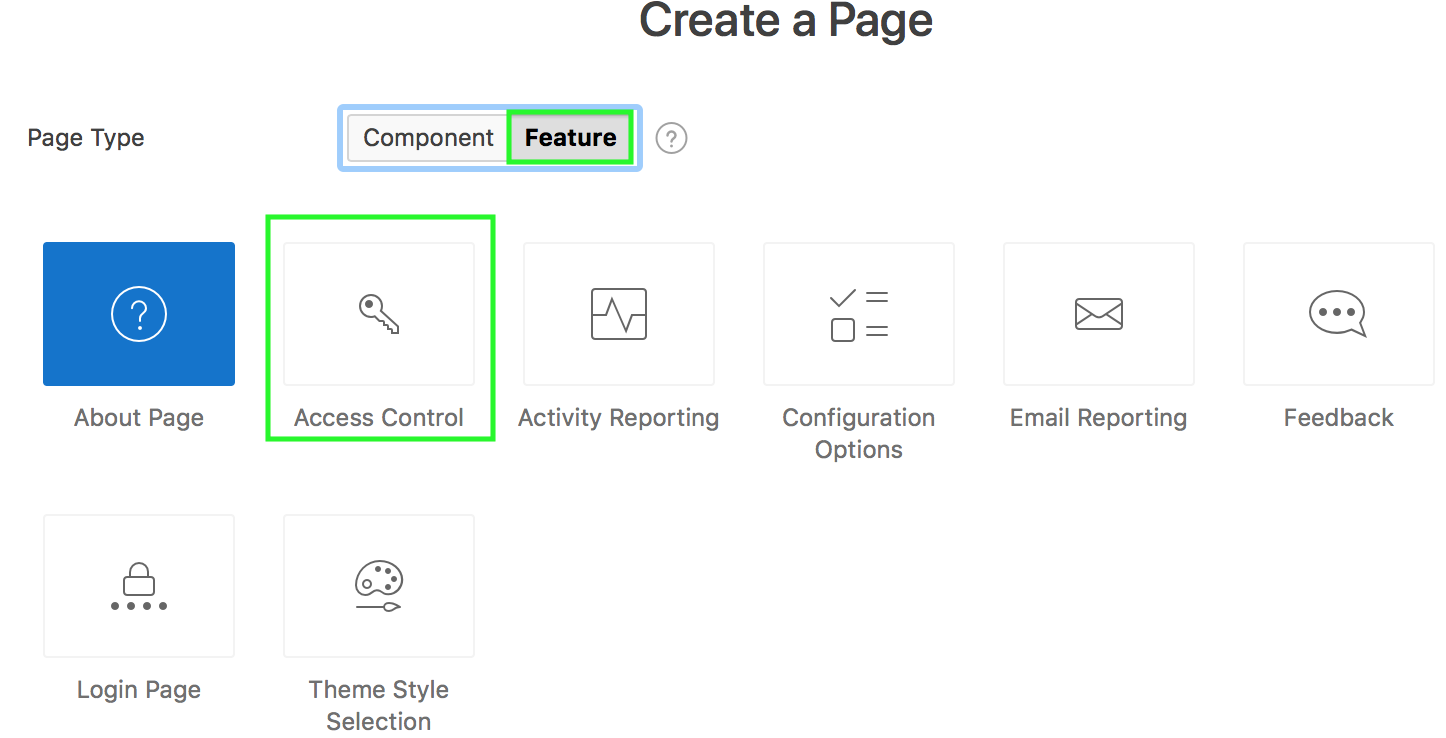 Create a Page
Page Type
Component
Feature
?
?
About Page
Access Control
Activity Reporting
Configuration
Options
Email Reporting
Feedback
Login Page
Theme Style
Selection